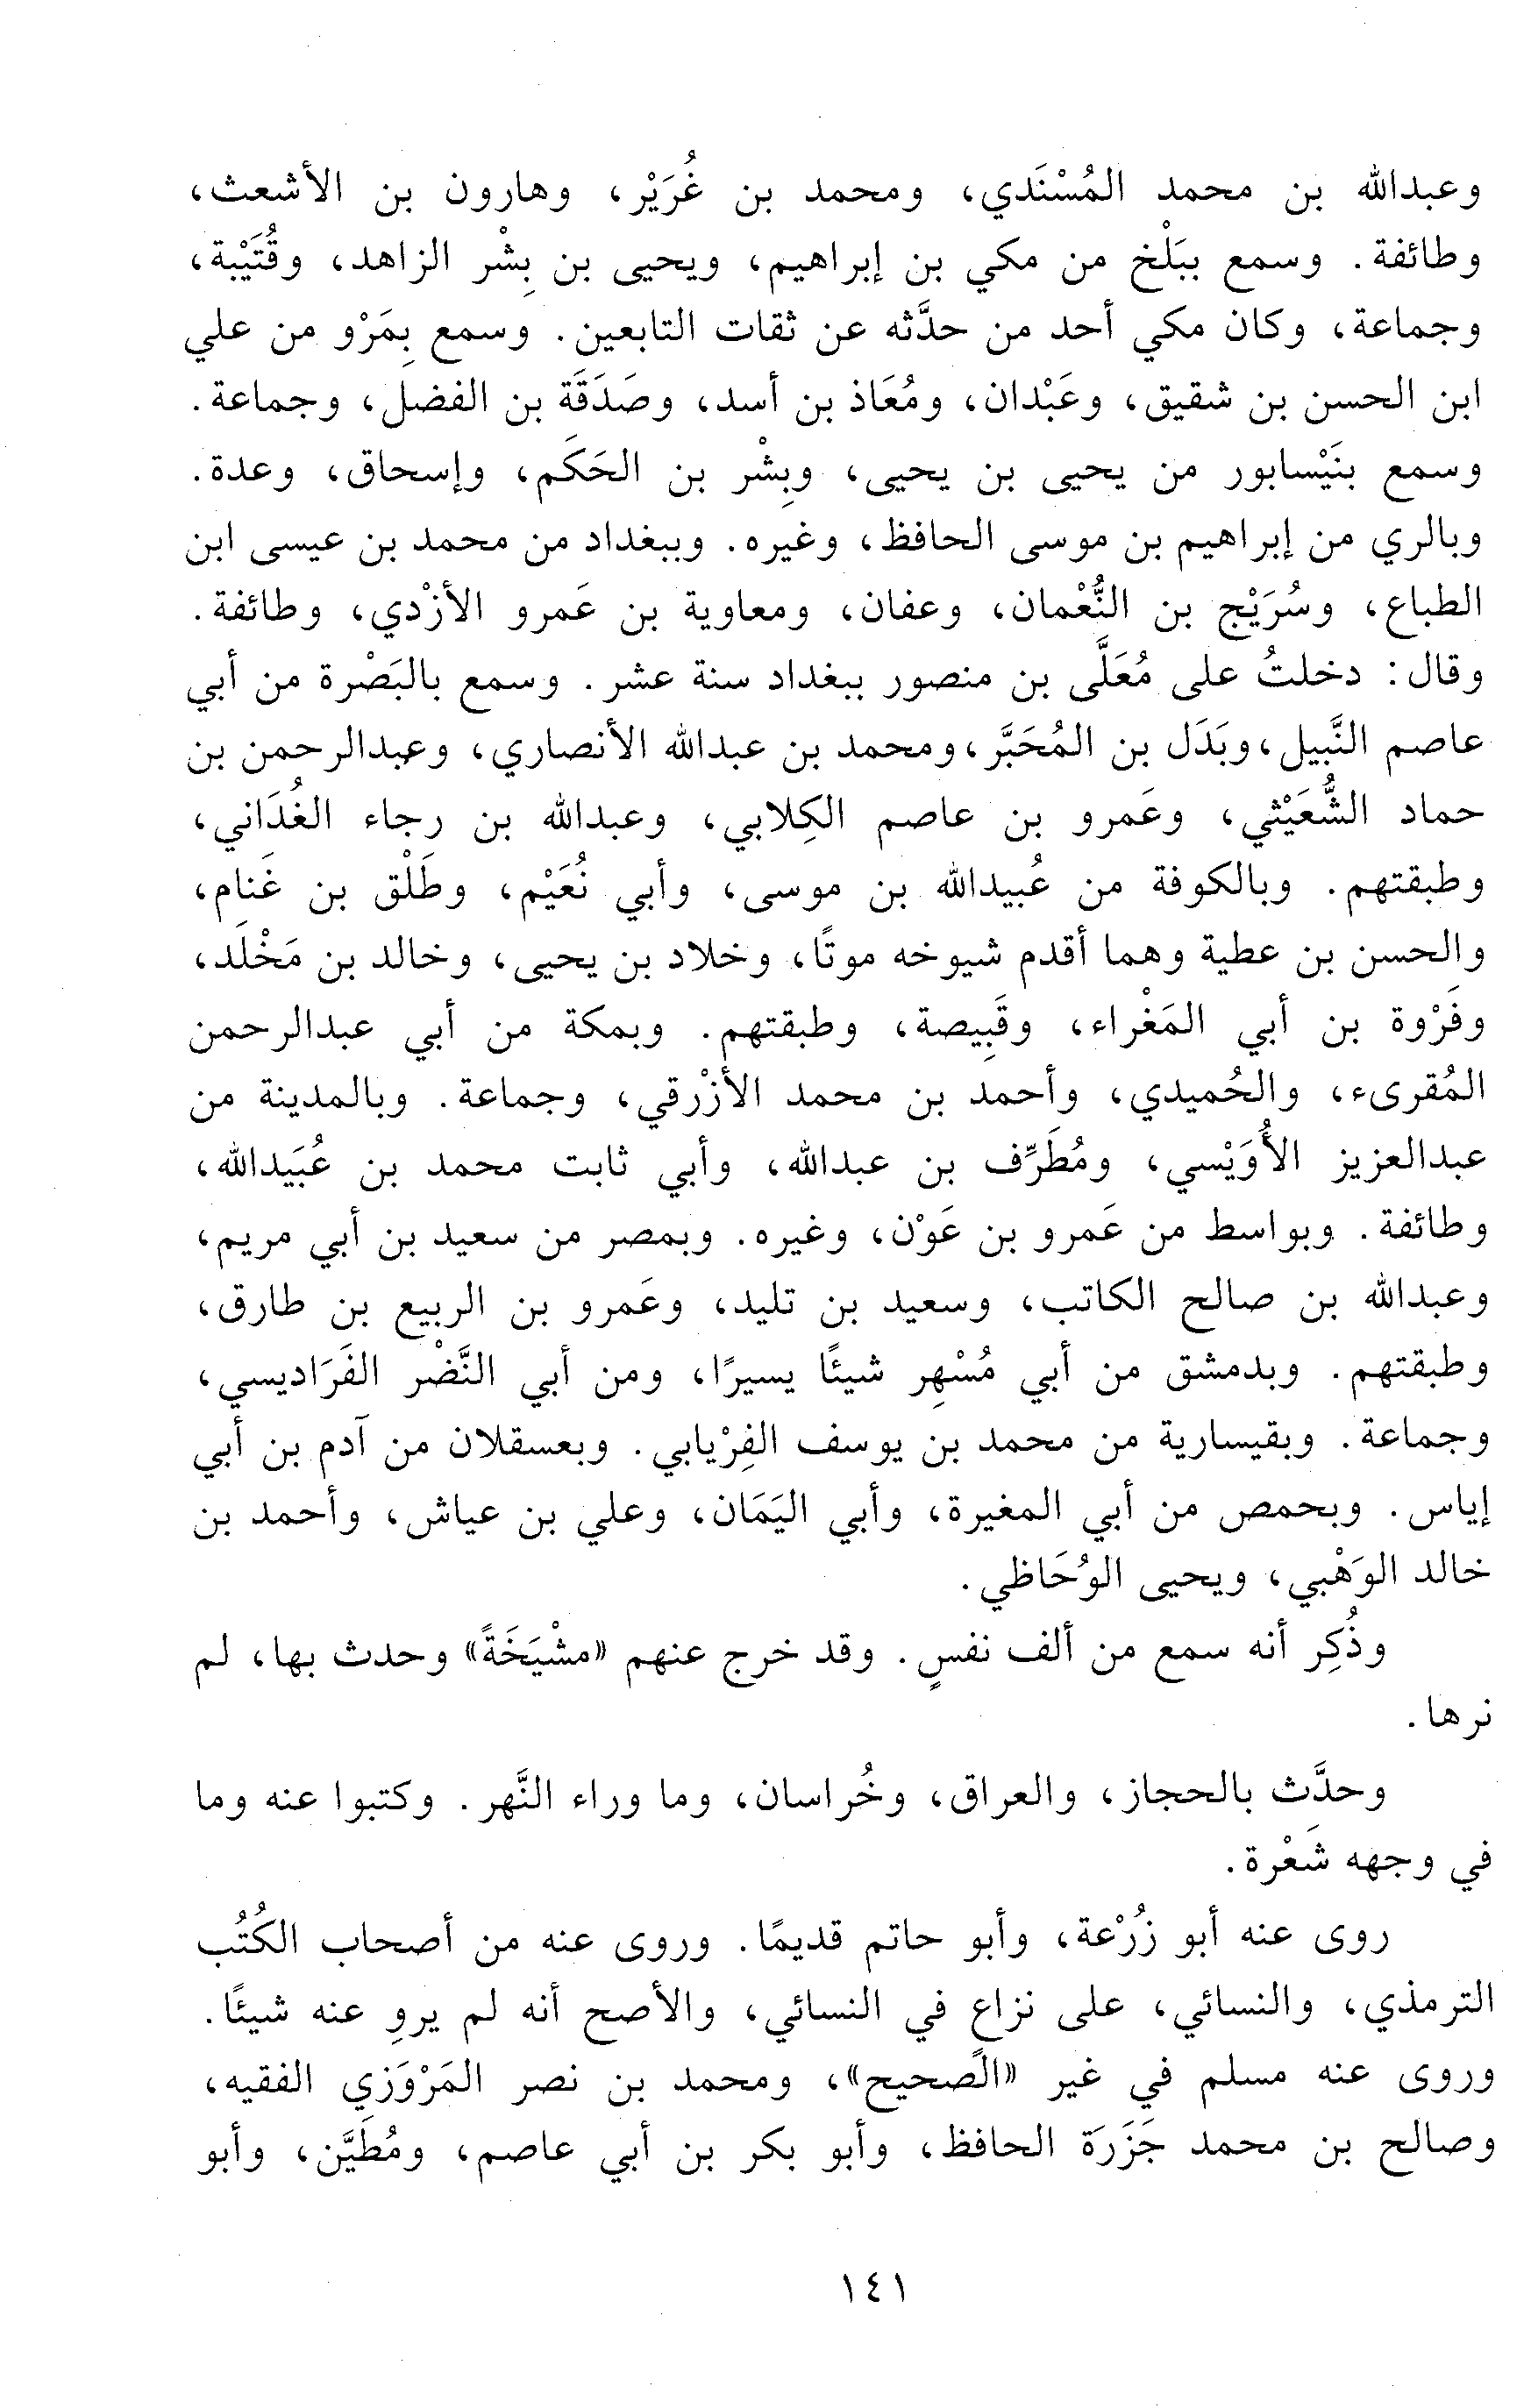 وعبدالله بن محمد المُسْنَدي، ومحمد بن غُرَيْر، وهارون بن الأشعث،
وطائفة. وسمع ببَلْخ من مكي بن إبراهيم، ويحيى بن بِشْر الزاهد، وقُتَيْبة،
وجماعة، وكان مكي أحد من حدَّثه عن ثقات التابعين. وسمع بِمَرْو من علي
ابن الحسن بن شقيق، وعَبْدان، ومُعَاذ بن أسد، وصَدَقَة بن الفضل، وجماعة.
وسمع بنَيْسابور من يحيى بن يحيى، وبِشْر بن الحَكَم، وإسحاق، وعدة.
وبالري من إبراهيم بن موسى الحافظ، وغيره. وببغداد من محمد بن عيسى ابن
الطباع، وسُرَيْج بن النُّعْمان، وعفان، ومعاوية بن عَمرو الأزْدي، وطائفة.
وقال: دخلتُ على مُعَلَّى بن منصور ببغداد سنة عشر. وسمع بالبَصْرة من أبي
عاصم النَّبيل، وبَدَل بن المُحَبَّر، ومحمد بن عبدالله الأنصاري، وعبدالرحمن بن
حماد الشُّعَيْثي، وعَمرو بن عاصم الكِلابي، وعبدالله بن رجاء الغُدَاني،
وطبقتهم. وبالكوفة من عُبيدالله بن موسى، وأبي نُعَيْم، وطَلْق بن غَنام،
والحسن بن عطية وهما أقدم شيوخه موتًا، وخلاد بن يحيى، وخالد بن مَخْلَد،
وفَرْوة بن أبي المَغْراء، وقَبِيصة، وطبقتهم. وبمكة من أبي عبدالرحمن
المُقرىء، والحُميدي، وأحمد بن محمد الأزْرقي، وجماعة. وبالمدينة من
عبدالعزيز الأُوَيْسي، ومُطَرِّف بن عبدالله، وأبي ثابت محمد بن عُبَيدالله،
وطائفة. وبواسط من عَمرو بن عَوْن، وغيره. وبمصر من سعيد بن أبي مريم،
وعبدالله بن صالح الكاتب، وسعيد بن تليد، وعَمرو بن الربيع بن طارق،
وطبقتهم. وبدمشق من أبي مُسْهِر شيئًا يسيرًا، ومن أبي النَّضْر الفَرَاديسي،
وجماعة. وبقيسارية من محمد بن يوسف الفِرْيابي. وبعسقلان من آدم بن أبي
إياس. وبحمص من أبي المغيرة، وأبي اليَمَان، وعلي بن عياش، وأحمد بن
خالد الوَهْبي، ويحيى الوُحَاظي.
وذُكِر أنه سمع من ألف نفسٍ. وقد خرج عنهم «مشْيَخَةً» وحدث بها، لم
نرها.
وحدَّث بالحجاز، والعراق، وخُراسان، وما وراء النَّهر. وكتبوا عنه وما
في وجهه شَعْرة.
روى عنه أبو زُرْعة، وأبو حاتم قديمًا. وروى عنه من أصحاب الكُتُب
الترمذي، والنسائي، على نزاعٍ في النسائي، والأصح أنه لم يروِ عنه شيئًا.
وروى عنه مسلم في غير «الصحيح»، ومحمد بن نصر المَرْوَزي الفقيه،
وصالح بن محمد جَزَرَة الحافظ، وأبو بكر بن أبي عاصم، ومُطَيَّن، وأبو
١٤١